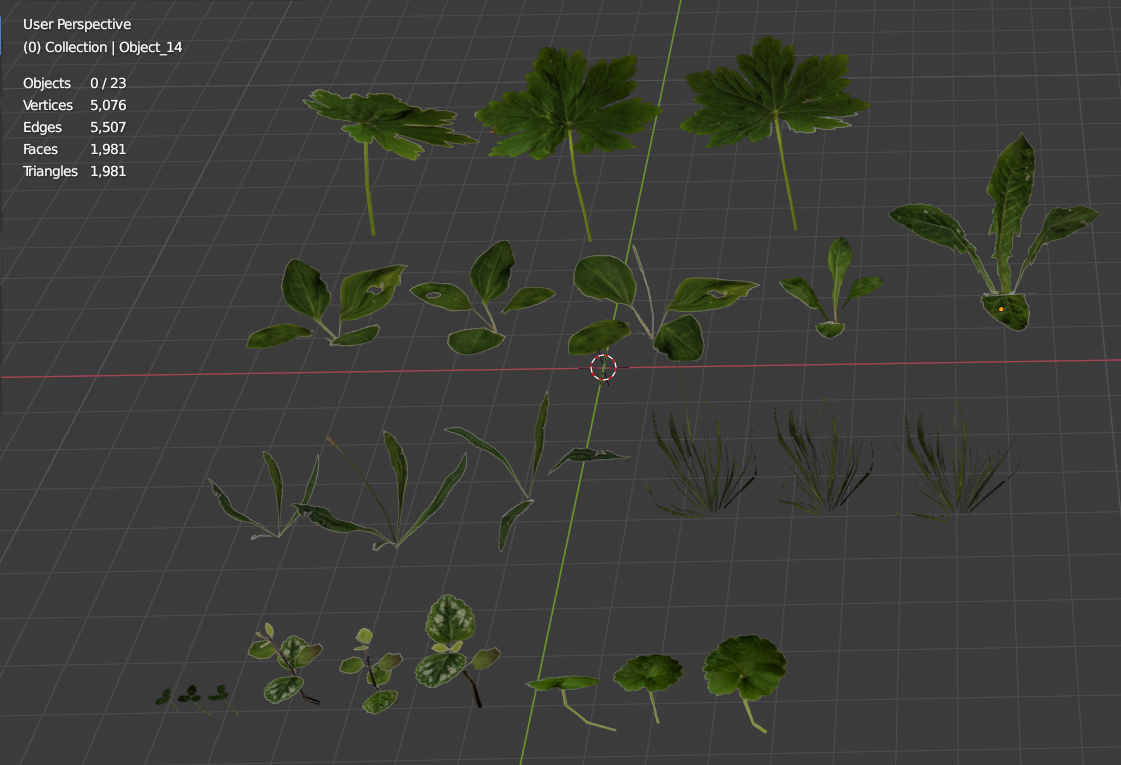 User Perspective
(0) Collection | Object_14
Objects 0 / 23
Vertices 5,076
Edges 5,507
Faces 1,981
Triangles 1,981